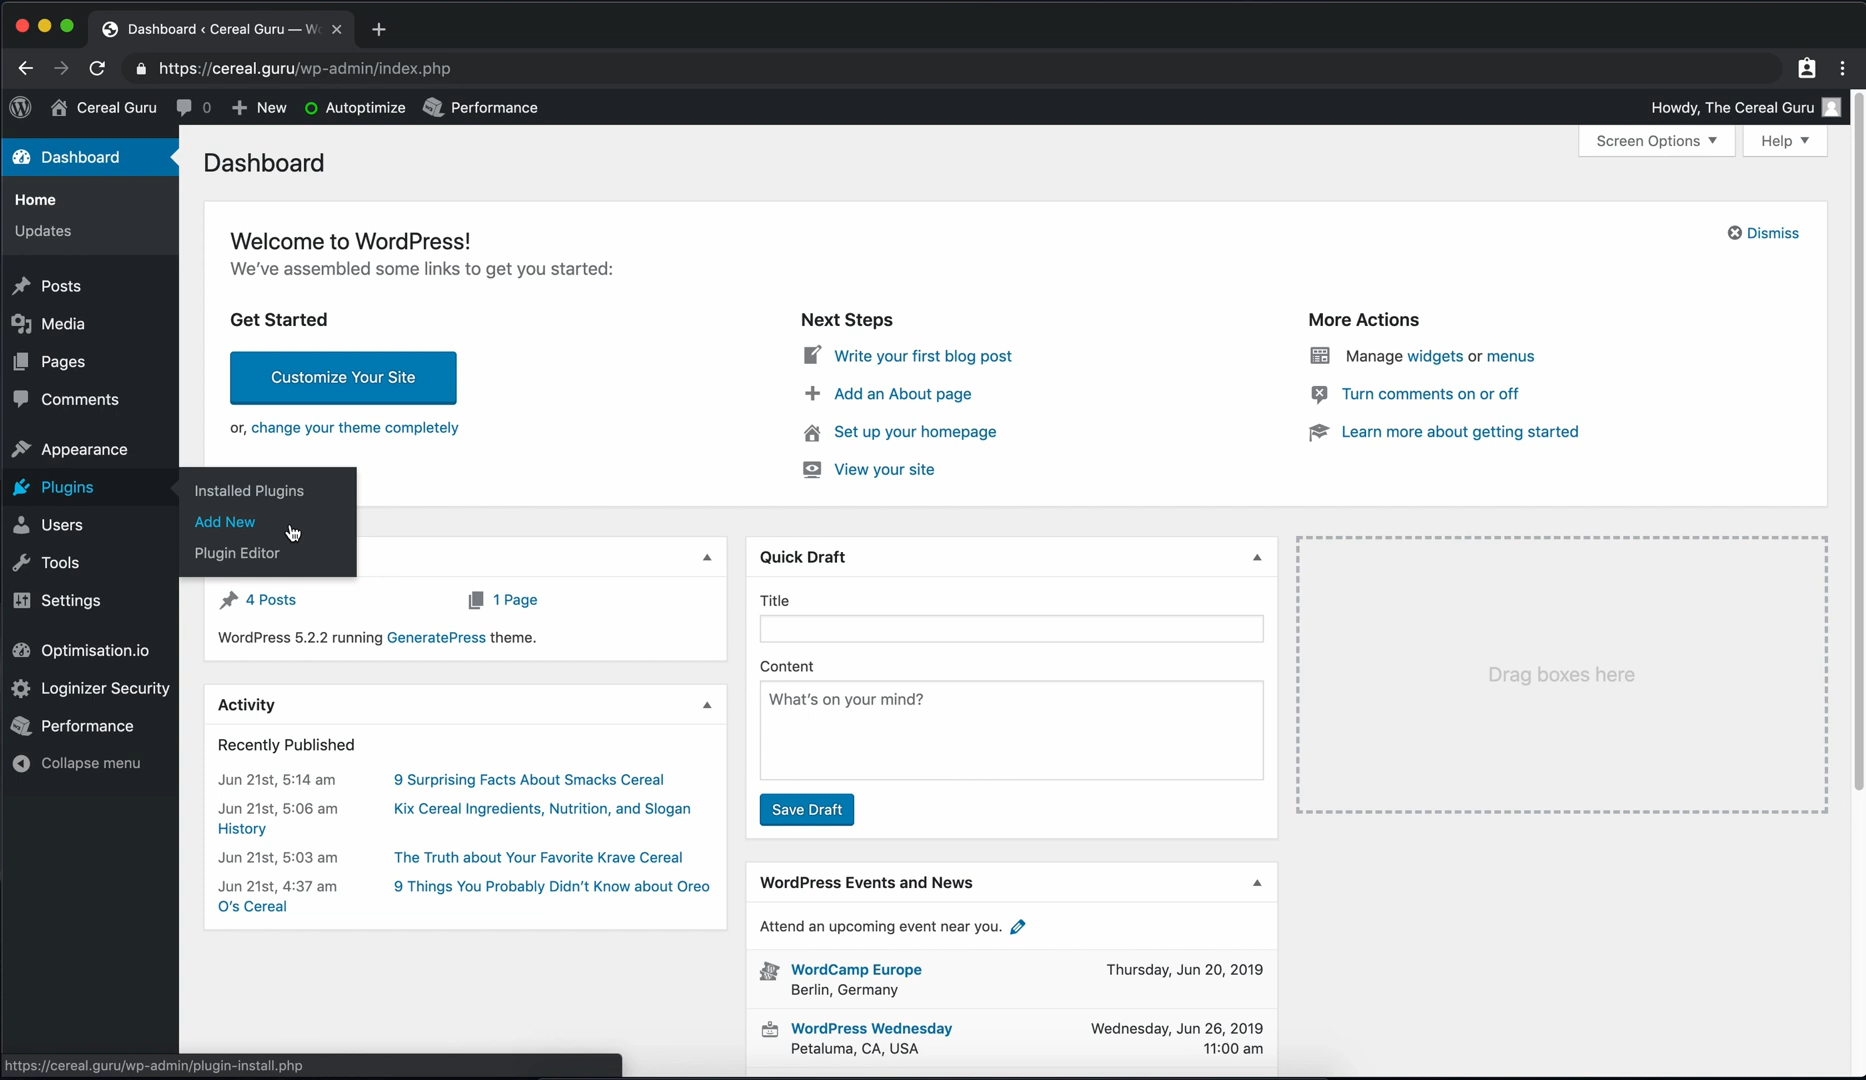 Dashboard ‹ Cereal Guru — Wo
https://cereal.guru/wp-admin/index.php
Cereal Guru 0 New Autoptimize Performance Howdy, The Cereal Guru
Dashboard
Home
Updates
Posts
Media
Pages
Comments
Appearance
Plugins
Users
Tools
Settings
Optimisation.io
Loginizer Security
Performance
Collapse menu
Installed Plugins
Add New
Plugin Editor
Screen Options Help
Dashboard
Welcome to WordPress!
We've assembled some links to get you started:
Dismiss
Get Started
Customize Your Site
or, change your theme completely
Next Steps
Write your first blog post
Add an About page
Set up your homepage
View your site
More Actions
Manage widgets or menus
Turn comments on or off
Learn more about getting started
4 Posts 1 Page
WordPress 5.2.2 running GeneratePress theme.
Activity
Recently Published
Jun 21st, 5:14 am 9 Surprising Facts About Smacks Cereal
Jun 21st, 5:06 am Kix Cereal Ingredients, Nutrition, and Slogan
History
Jun 21st, 5:03 am The Truth about Your Favorite Krave Cereal
Jun 21st, 4:37 am 9 Things You Probably Didn't Know about Oreo
O's Cereal
Quick Draft
Title
Content
What's on your mind?
Save Draft
WordPress Events and News
Attend an upcoming event near you.
WordCamp Europe Thursday, Jun 20, 2019
Berlin, Germany
WordPress Wednesday Wednesday, Jun 26, 2019
Petaluma, CA, USA 11:00 am
Drag boxes here
https://cereal.guru/wp-admin/plugin-install.php